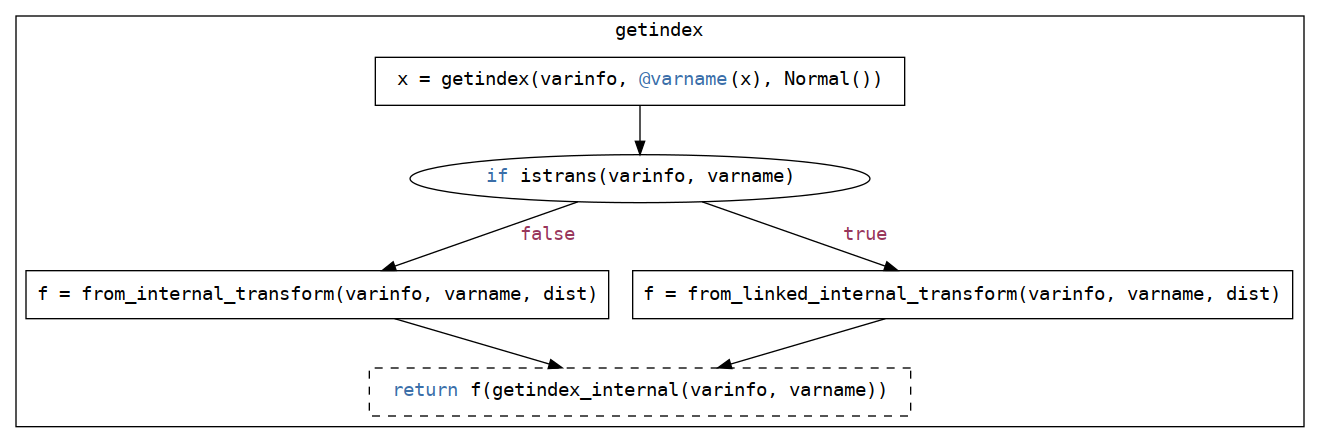 getindex
x = getindex(varinfo, @varname(x), Normal())
if istrans(varinfo, varname)
false
true
f = from_internal_transform(varinfo, varname, dist)
f = from_linked_internal_transform(varinfo, varname, dist)
return f(getindex_internal(varinfo, varname))